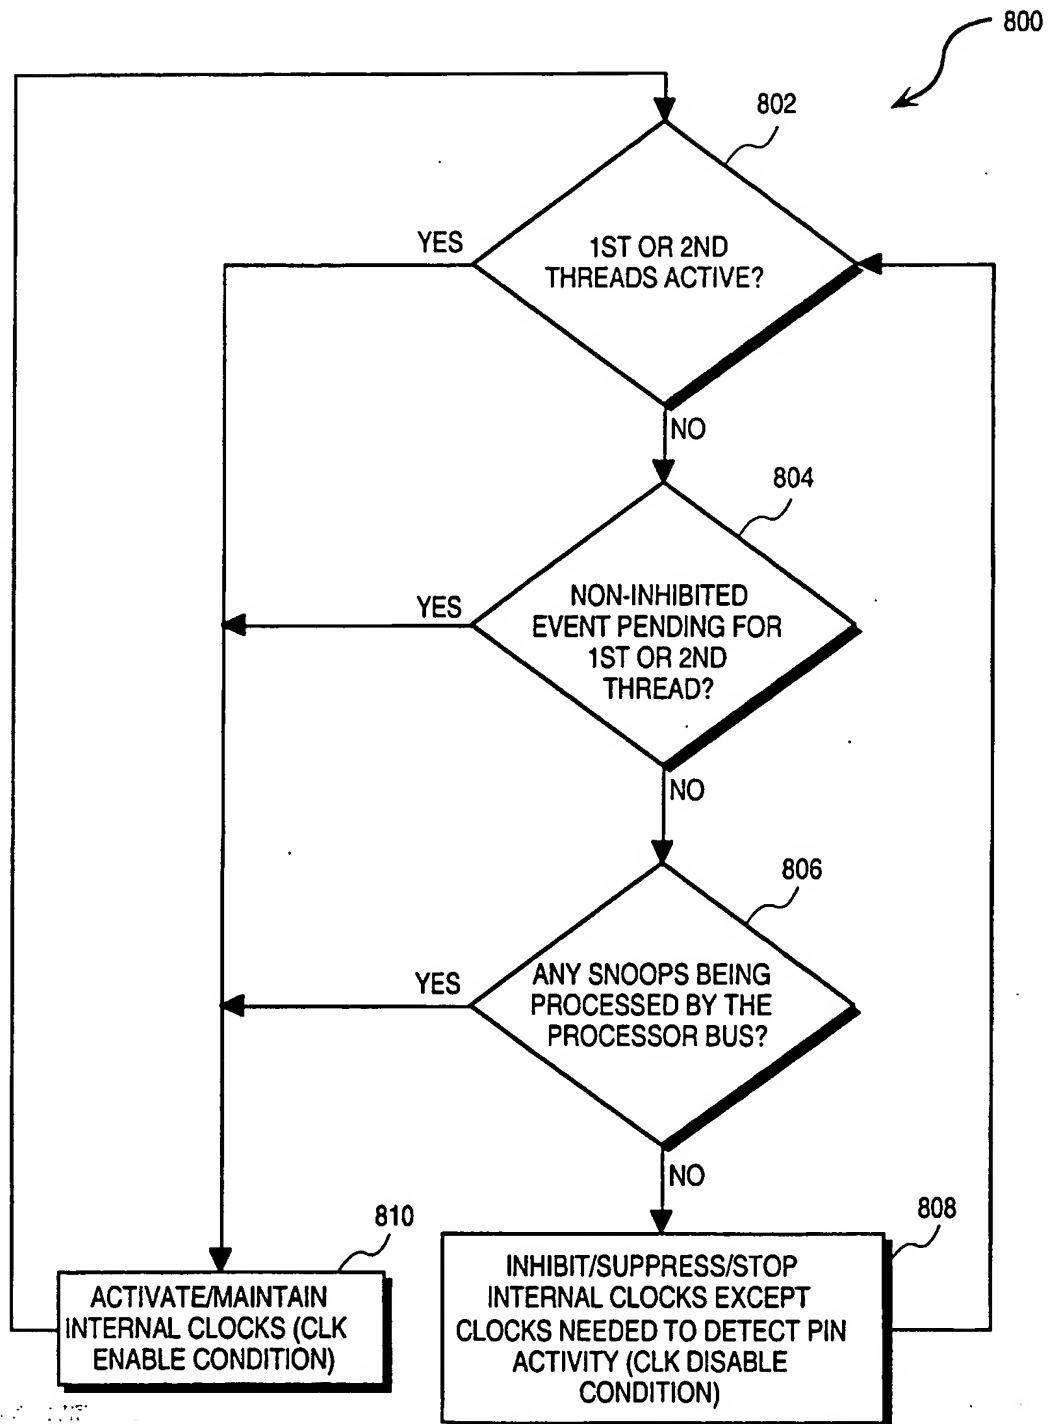 800
802
YES
1ST OR 2ND
THREADS ACTIVE?
NO
804
YES
NON-INHIBITED
EVENT PENDING FOR
1ST OR 2ND
THREAD?
NO
806
YES
ANY SNOOPS BEING
PROCESSED BY THE
PROCESSOR BUS?
NO
810
808
ACTIVATE/MAINTAIN
INTERNAL CLOCKS (CLK
ENABLE CONDITION)
INHIBIT/SUPPRESS/STOP
INTERNAL CLOCKS EXCEPT
CLOCKS NEEDED TO DETECT PIN
ACTIVITY (CLK DISABLE
CONDITION)